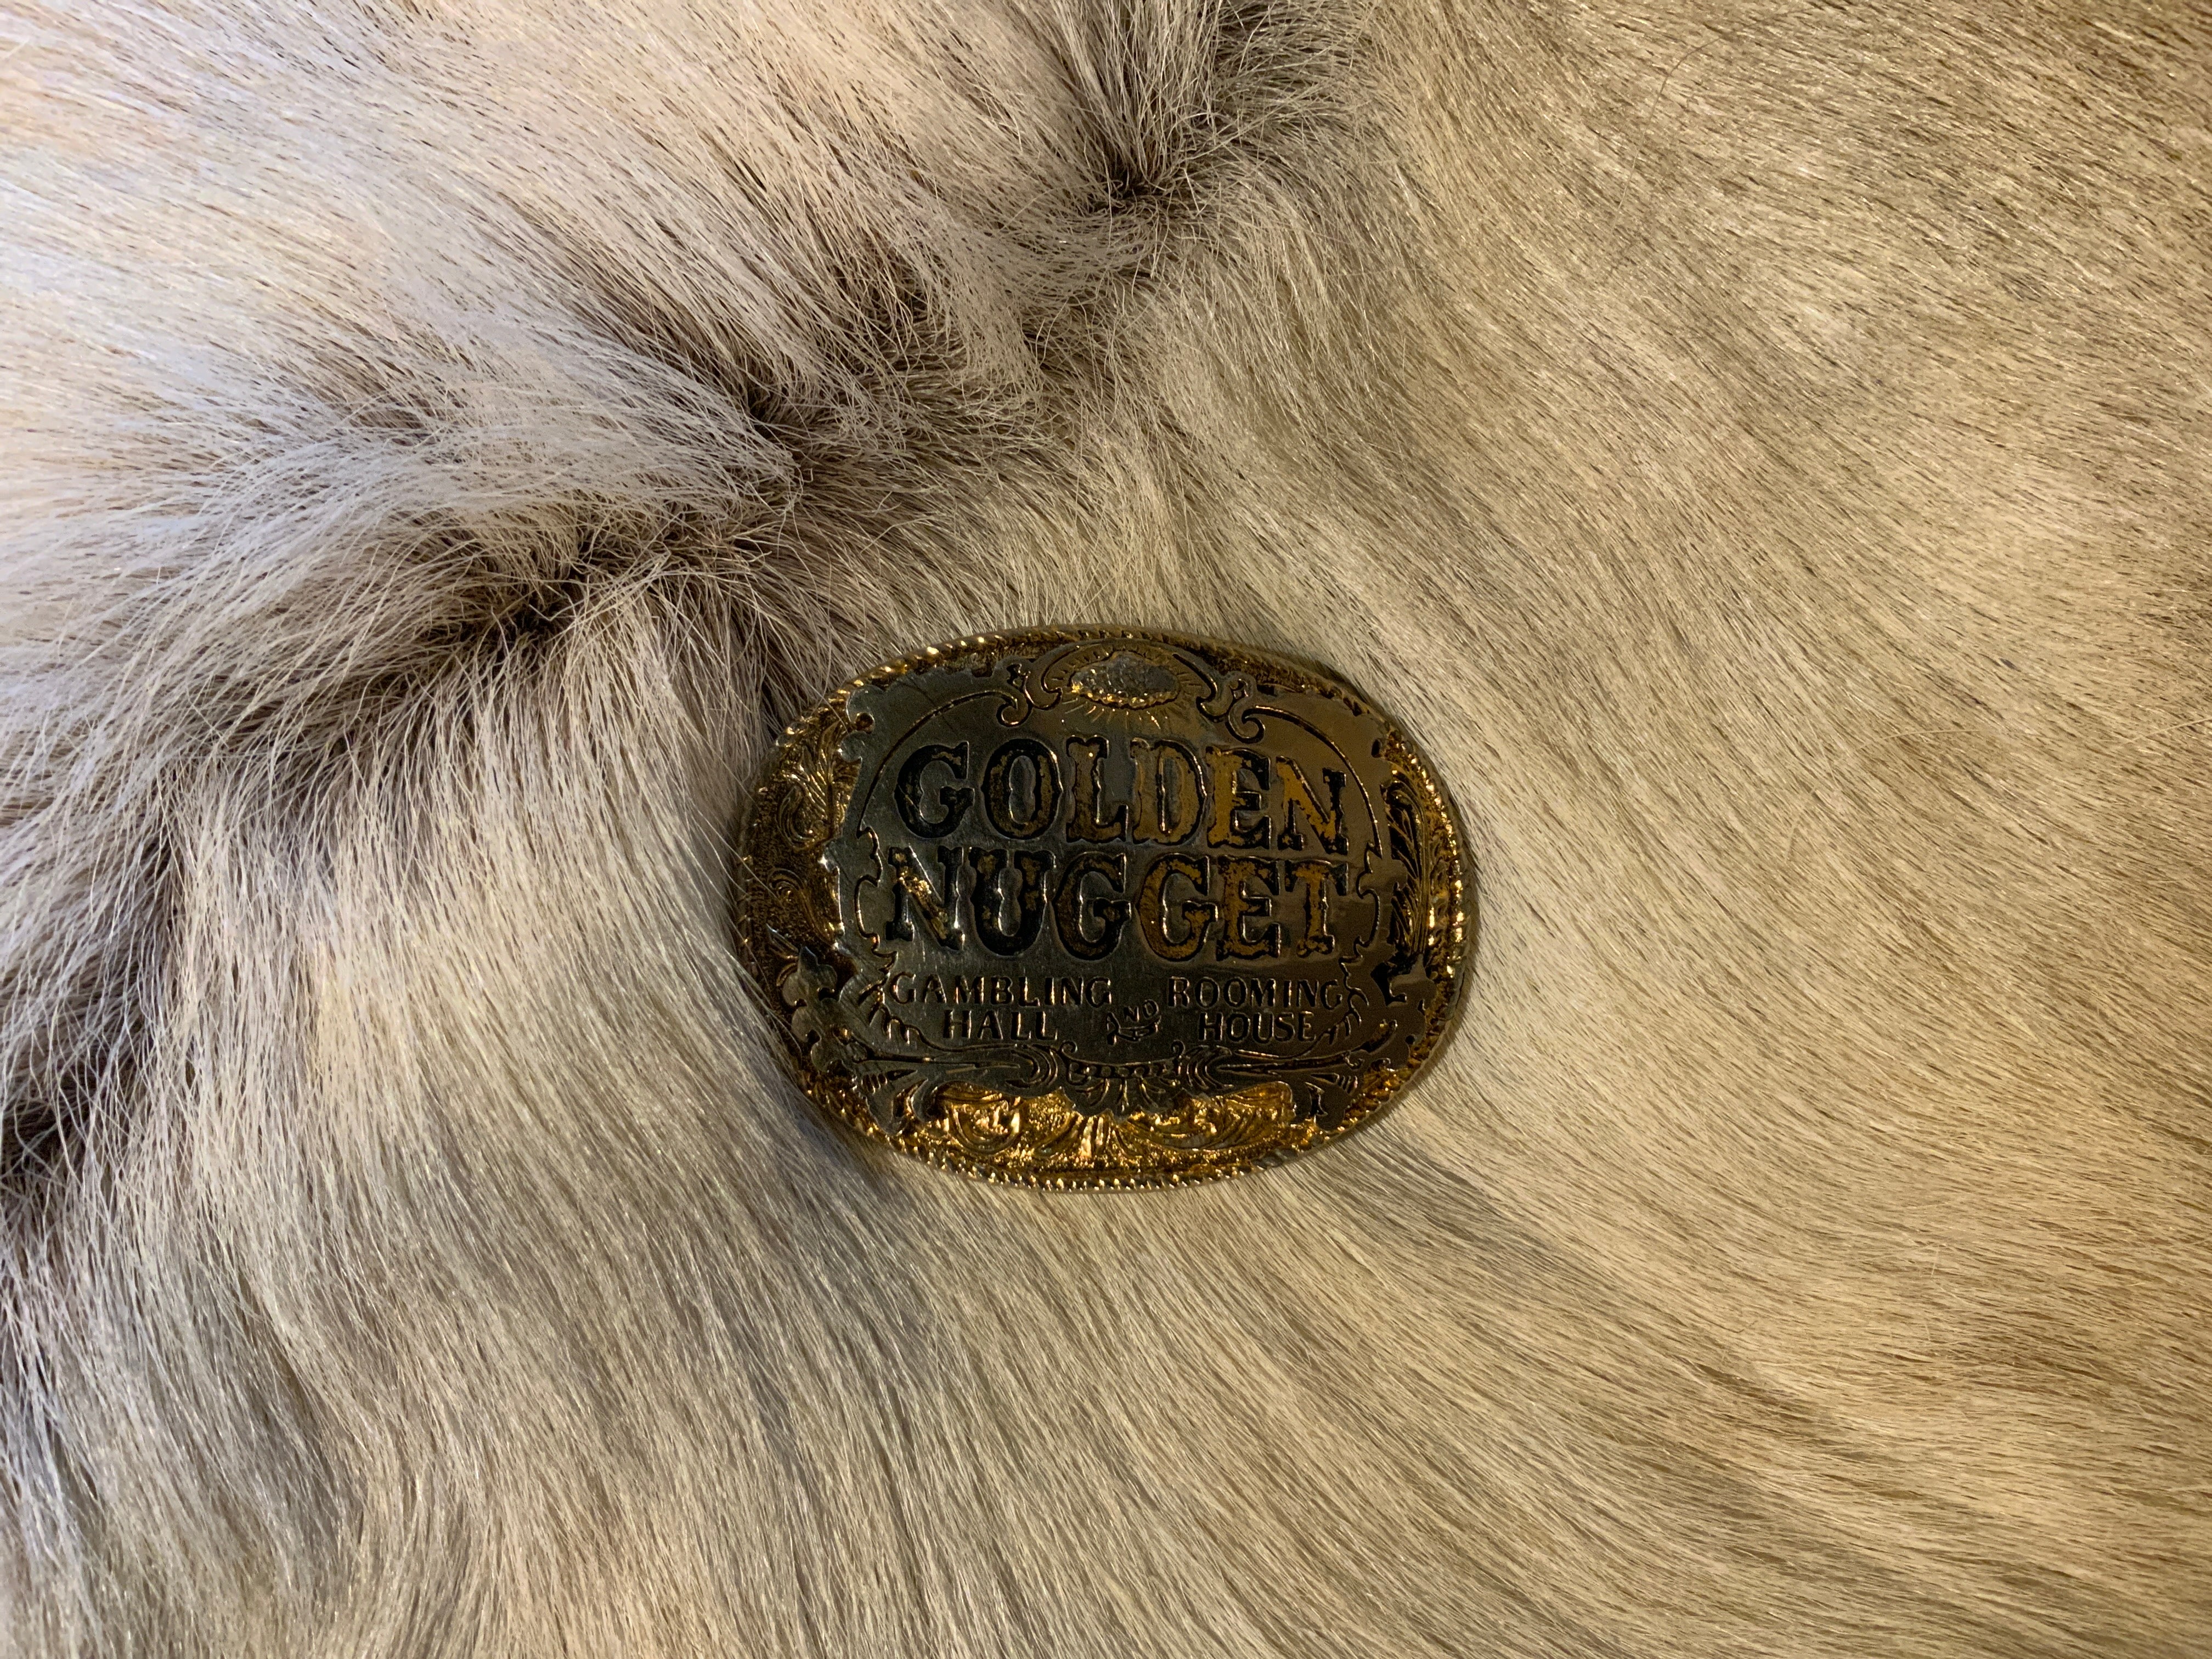 GOLDEN
NUGGET
GAMBLING AND ROOMING
HALL HOUSE